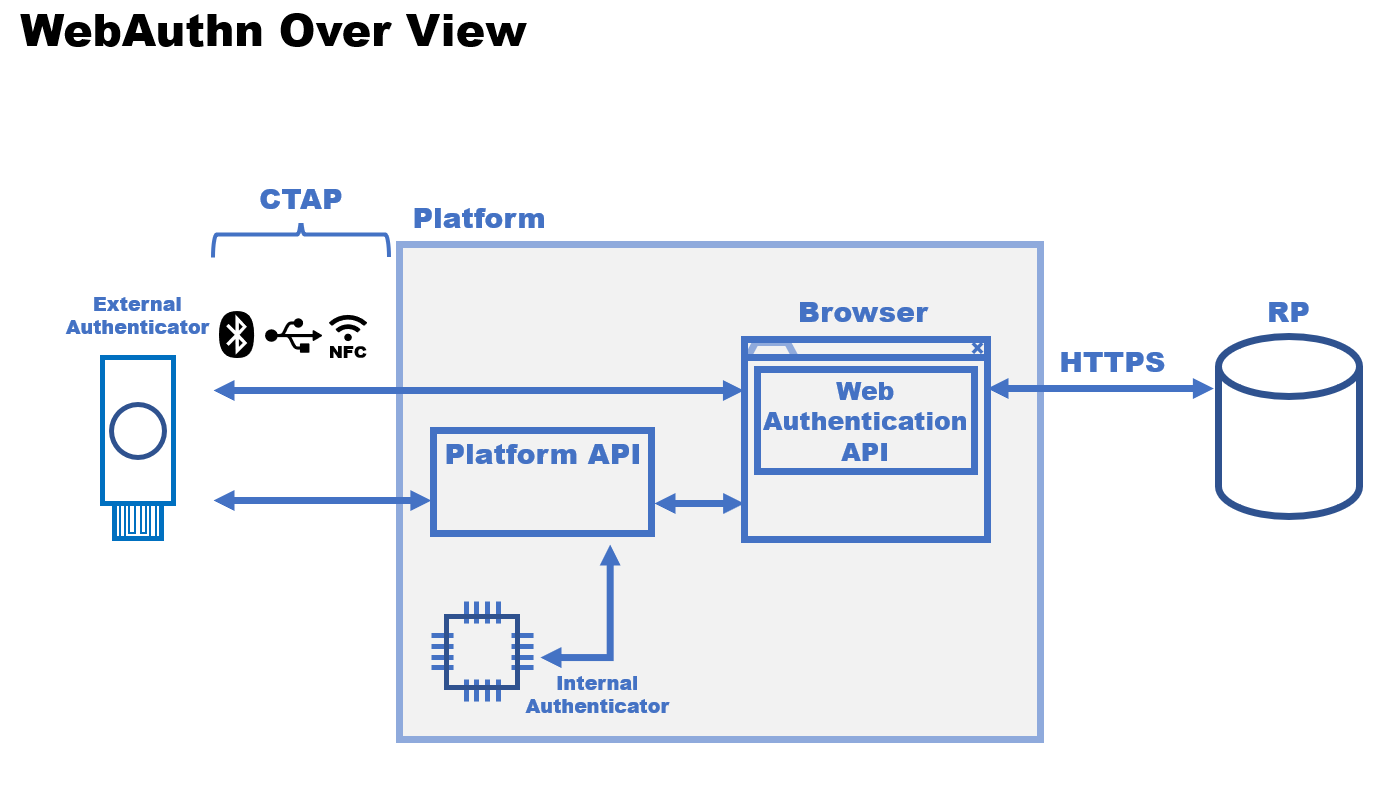 WebAuthn Over View
CTAP
Platform
External
Authenticator
NFC
Browser
RP
HTTPS
Web
Authentication
API
Platform API
Internal
Authenticator